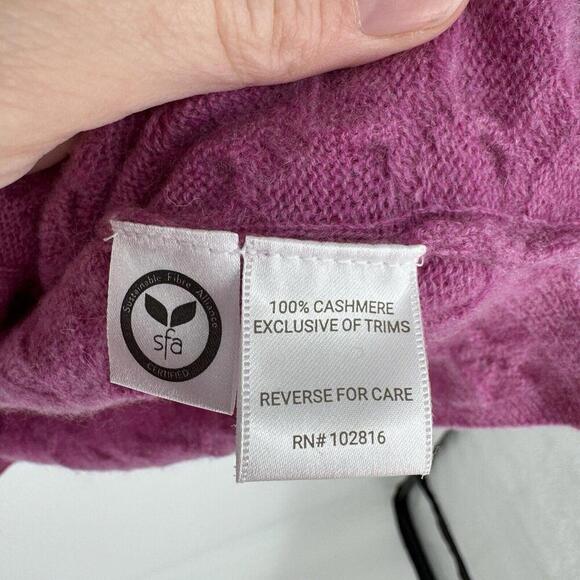 Sustainable Fibre Alliance
sfa
CERTIFIED
100% CASHMERE
EXCLUSIVE OF TRIMS
REVERSE FOR CARE
RN# 102816